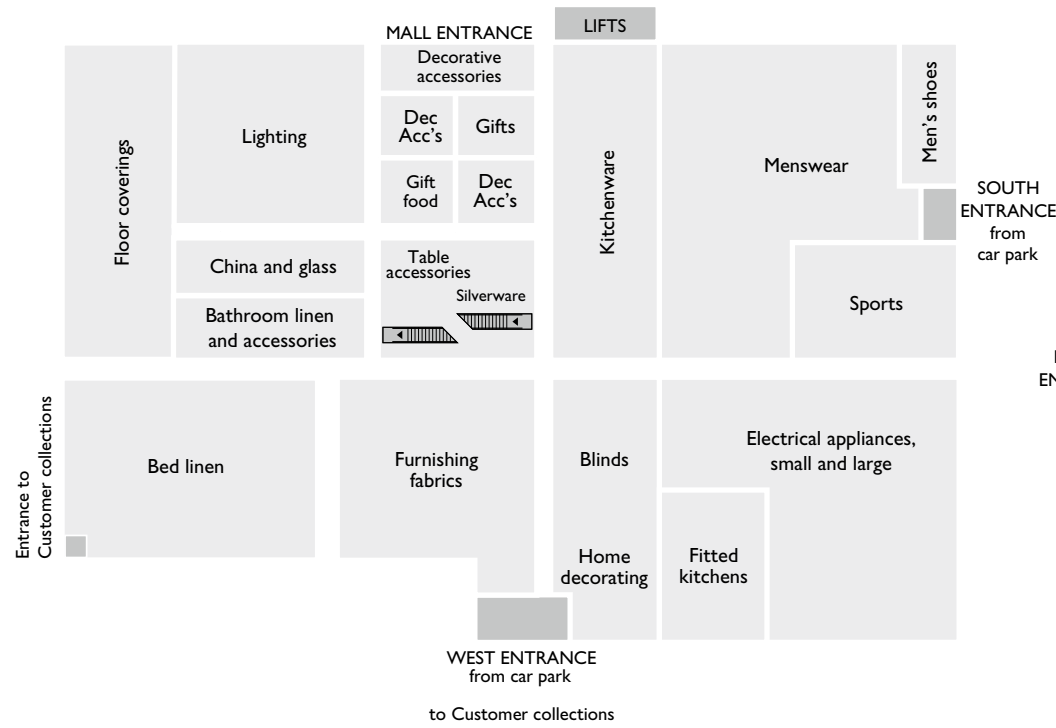 LIFTS
MALL ENTRANCE
Decorative
accessories
Dec
Acc's
Gifts
Gift
food
Dec
Acc's
Lighting
Floor coverings
Kitchenware
Menswear
Men's shoes
SOUTH
ENTRANCE
from
car park
China and glass
Table
accessories
Silverware
Sports
Bathroom linen
and accessories
EN
Entrance to
Customer collections
Bed linen
Furnishing
fabrics
Blinds
Electrical appliances,
small and large
Home
decorating
Fitted
kitchens
WEST ENTRANCE
from car park
to Customer collections